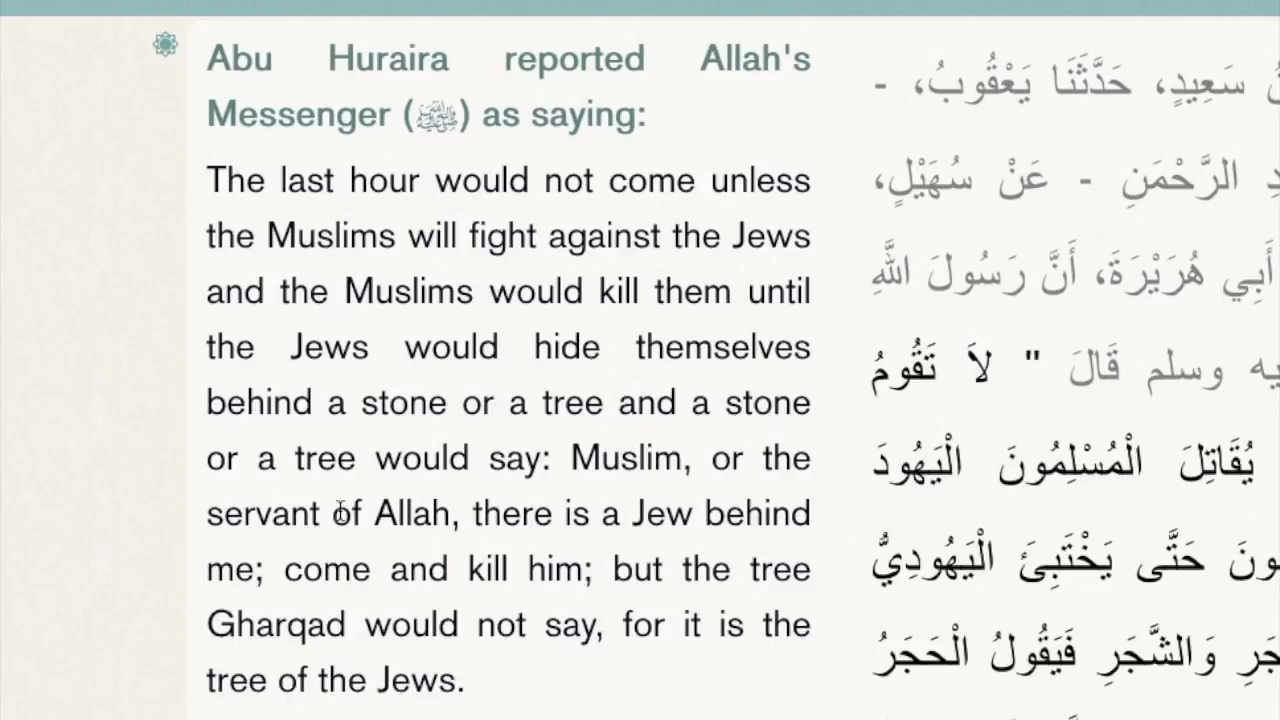 Abu Huraira reported Allah's
Messenger (ﷺ) as saying:
The last hour would not come unless
the Muslims will fight against the Jews
and the Muslims would kill them until
the Jews would hide themselves
behind a stone or a tree and a stone
or a tree would say: Muslim, or the
servant of Allah, there is a Jew behind
me; come and kill him; but the tree
Gharqad would not say, for it is the
tree of the Jews.
سَعِيدٍ، حَدَّثَنَا يَعْقُوبُ، -
الرَّحْمَنِ - عَنْ سُهَيْلٍ،
أَبِي هُرَيْرَةَ، أَنَّ رَسُولَ اللَّهِ
وسلم قَالَ " لاَ تَقُومُ
يُقَاتِلَ الْمُسْلِمُونَ الْيَهُودَ
حَتَّى يَخْتَبِئَ الْيَهُودِيُّ
وَالشَّجَرِ فَيَقُولُ الْحَجَرُ